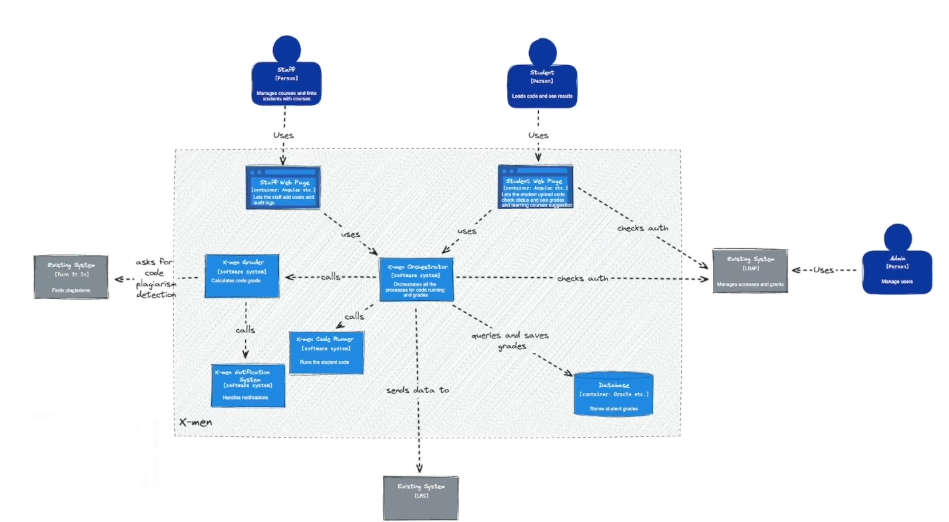 Staff
[Person]
Manages courses and links
students with courses
Student
[Person]
Loads code and see results
Uses
Uses
Staff Web Page
[container: Angular etc.]
Lets the staff add users and
audit logs
Student Web Page
[container: Angular etc.]
Lets the student upload code
check status and see grades
and learning courses suggestion
uses
uses
checks auth
Existing System
[Turn It In]
Finds plagiarism
asks for
code
plagiarism
detection
X-men Grader
[software system]
Calculates code grade
calls
X-men Orchestrator
[software system]
Orchestrates all the
processes for code running
and grades
checks auth
Existing System
[LDAP]
Manages accesses and grants
Uses
Admin
[Person]
Manage users
calls
calls
X-men Code Runner
[software system]
Runs the student code
queries and saves
grades
X-men Notification
System
[software system]
Handles notifications
sends data to
Database
[container: Oracle etc.]
Stores student grades
X-men
Existing System
[LMS]